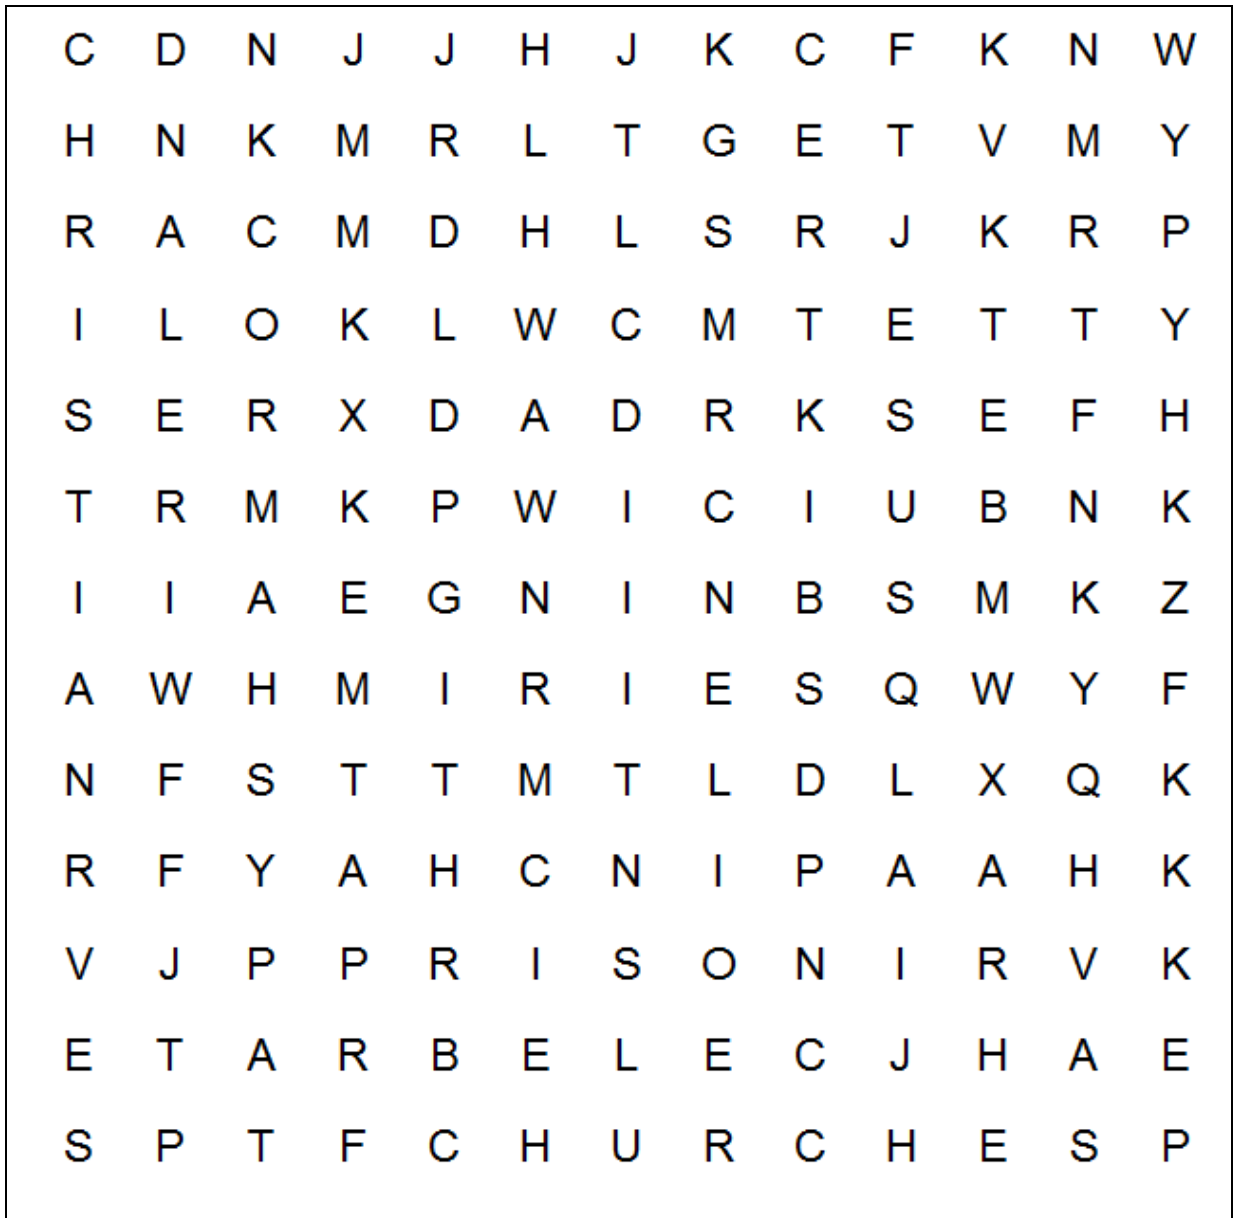 C D N J J H J K C F K N W
H N K M R L T G E T V M Y
R A C M D H L S R J K R P
I L O K L W C M T E T T Y
S E R X D A D R K S E F H
T R M K P W I C I U B N K
I I A E G N I N B S M K Z
A W H M I R I E S Q W Y F
N F S T T M T L D L X Q K
R F Y A H C N I P A A H K
V J P P R I S O N I R V K
E T A R B E L E C J H A E
S P T F C H U R C H E S P